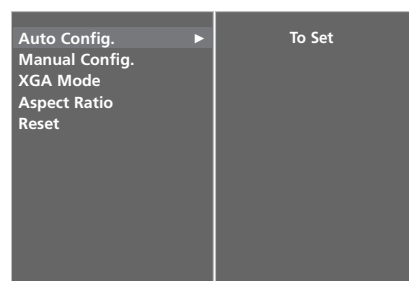 Auto Config. ► To Set
Manual Config.
XGA Mode
Aspect Ratio
Reset